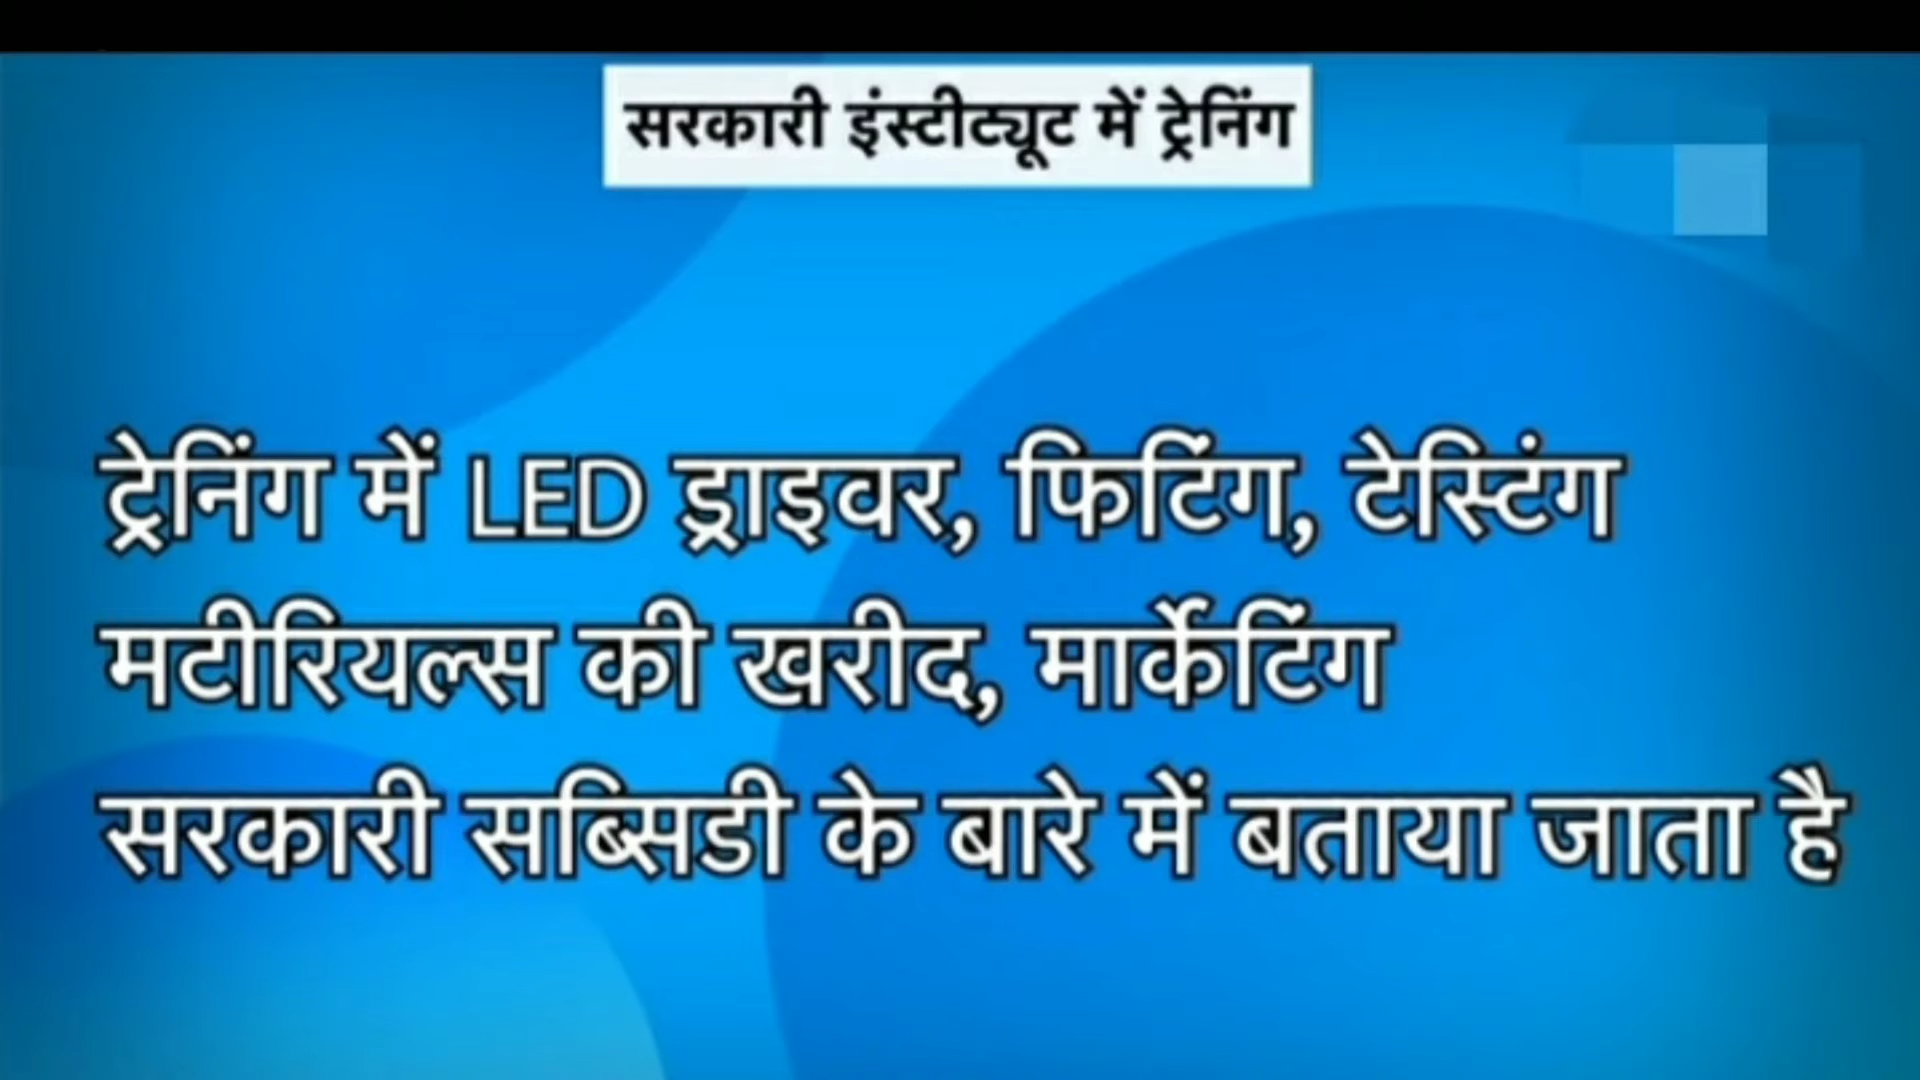 सरकारी इंस्टीट्यूट में ट्रेनिंग
ट्रेनिंग में LED ड्राइवर, फिटिंग, टेस्टिंग
मटीरियल्स की खरीद, मार्केटिंग
सरकारी सब्सिडी के बारे में बताया जाता है